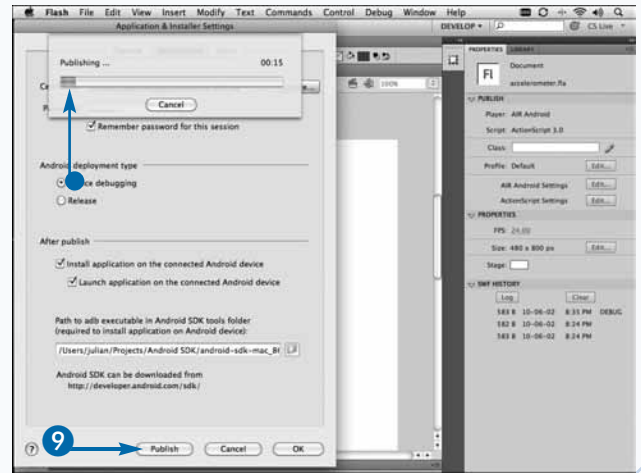 Flash File Edit View Insert Modify Text Commands Control Debug Window Help
Application & Installer Settings
DEVELOP
CS Live
Publishing ...
00:15
Cancel
Remember password for this session
Android deployment type
debugging
Release
After publish
Install application on the connected Android device
Launch application on the connected Android device
Path to adb executable in Android SDK tools folder
(required to install application on Android device):
/Users/julian/Projects/Android SDK/android-sdk-mac_86
Android SDK can be downloaded from
http://developer.android.com/sdk/
9
? Publish Cancel OK
100%
PROPERTIES LIBRARY
Fl
Document
accelerometer.fla
PUBLISH
Player: AIR Android
Script: ActionScript 3.0
Class:
Profile: Default Edit...
AIR Android Settings Edit...
ActionScript Settings Edit...
PROPERTIES
FPS: 24.00
Size: 480 x 800 px Edit...
Stage:
SWF HISTORY
Log Clear
583 B 10-06-02 8:35 PM DEBUG
582 B 10-06-02 8:24 PM
583 B 10-06-02 8:24 PM